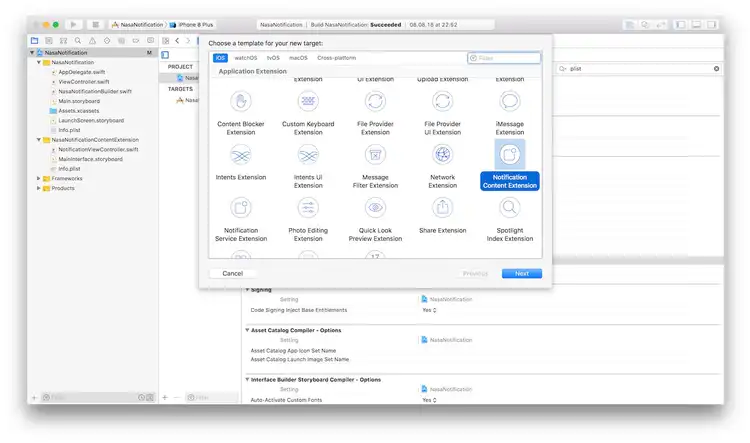 NasaNotification
iPhone 8 Plus
NasaNotification | Build NasaNotification: Succeeded | 08.08.18 at 22:52
NasaNotification M
NasaNotification
AppDelegate.swift
ViewController.swift
NasaNotificationBuilder.swift
Main.storyboard
Assets.xcassets
LaunchScreen.storyboard
Info.plist
NasaNotificationContentExtension
NotificationViewController.swift
MainInterface.storyboard
Info.plist
Frameworks
Products
Filter
PROJECT
TARGETS
Filter
plist
Choose a template for your new target:
iOS watchOS tvOS macOS Cross-platform
Filter
Application Extension
Extension UI Extension Upload Extension Extension
Content Blocker Extension
Custom Keyboard Extension
File Provider Extension
File Provider UI Extension
iMessage Extension
Intents Extension
Intents UI Extension
Message Filter Extension
Network Extension
Notification Content Extension
Notification Service Extension
Photo Editing Extension
Quick Look Preview Extension
Share Extension
Spotlight Index Extension
17
Cancel
Previous
Next
Signing
Setting NasaNotification
Code Signing Inject Base Entitlements Yes
Asset Catalog Compiler - Options
Setting NasaNotification
Asset Catalog App Icon Set Name
Asset Catalog Launch Image Set Name
Interface Builder Storyboard Compiler - Options
Setting NasaNotification
Auto-Activate Custom Fonts Yes